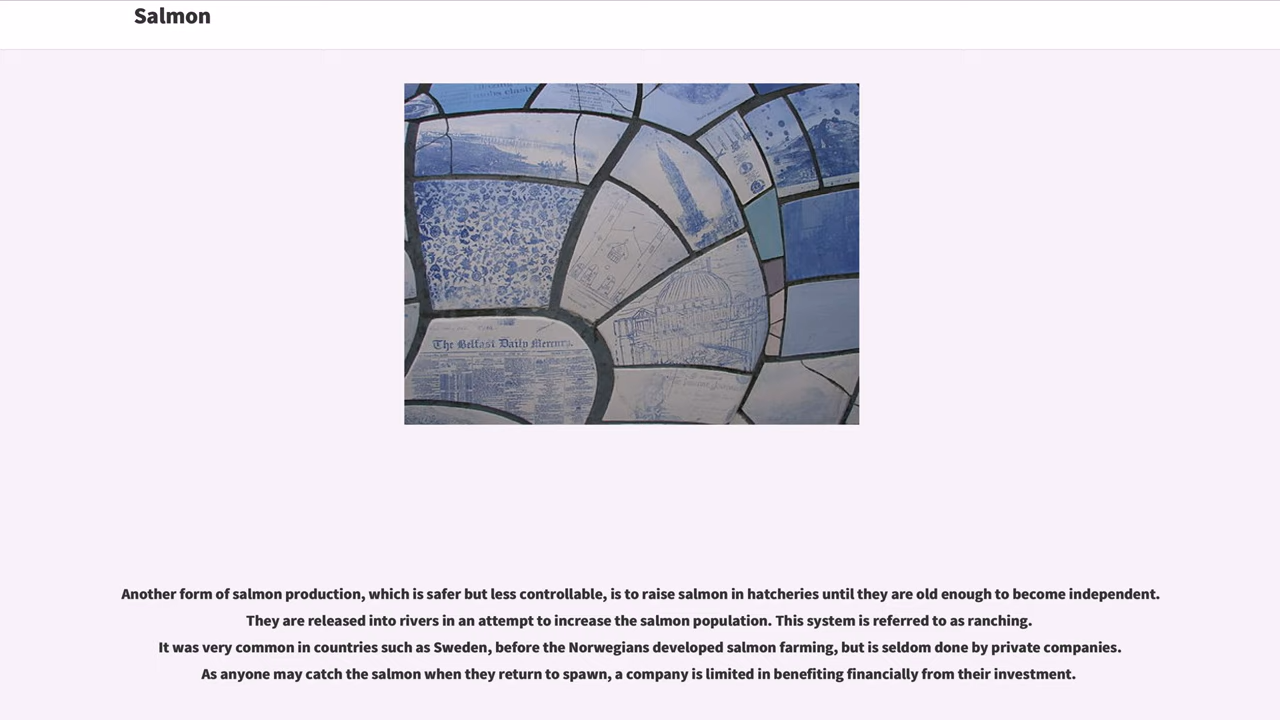 Salmon
The Belfast Daily Mercury.
Another form of salmon production, which is safer but less controllable, is to raise salmon in hatcheries until they are old enough to become independent.
They are released into rivers in an attempt to increase the salmon population. This system is referred to as ranching.
It was very common in countries such as Sweden, before the Norwegians developed salmon farming, but is seldom done by private companies.
As anyone may catch the salmon when they return to spawn, a company is limited in benefiting financially from their investment.